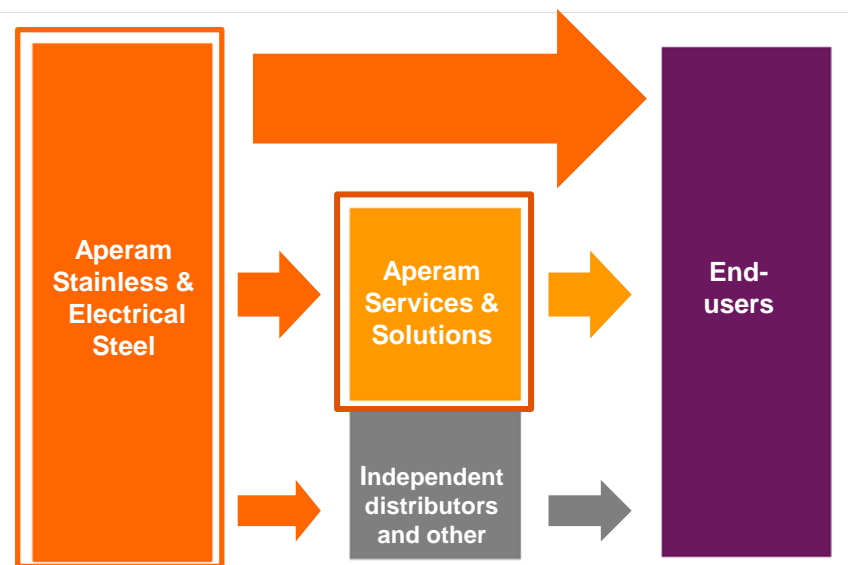 Aperam
Stainless &
Electrical
Steel
Aperam
Services &
Solutions
Independent
distributors
and other
End-
users